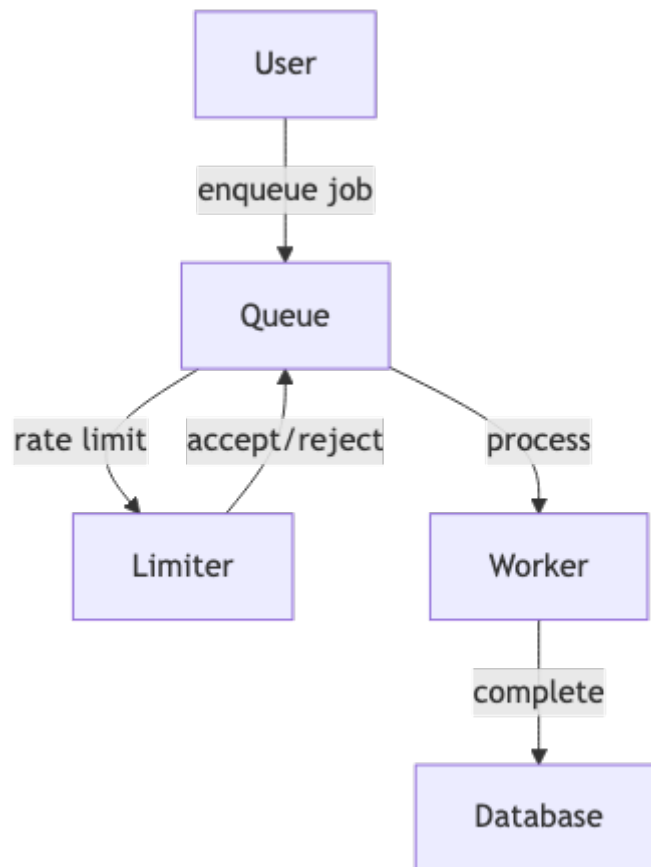 User
enqueue job
Queue
rate limit
accept/reject
process
Limiter
Worker
complete
Database